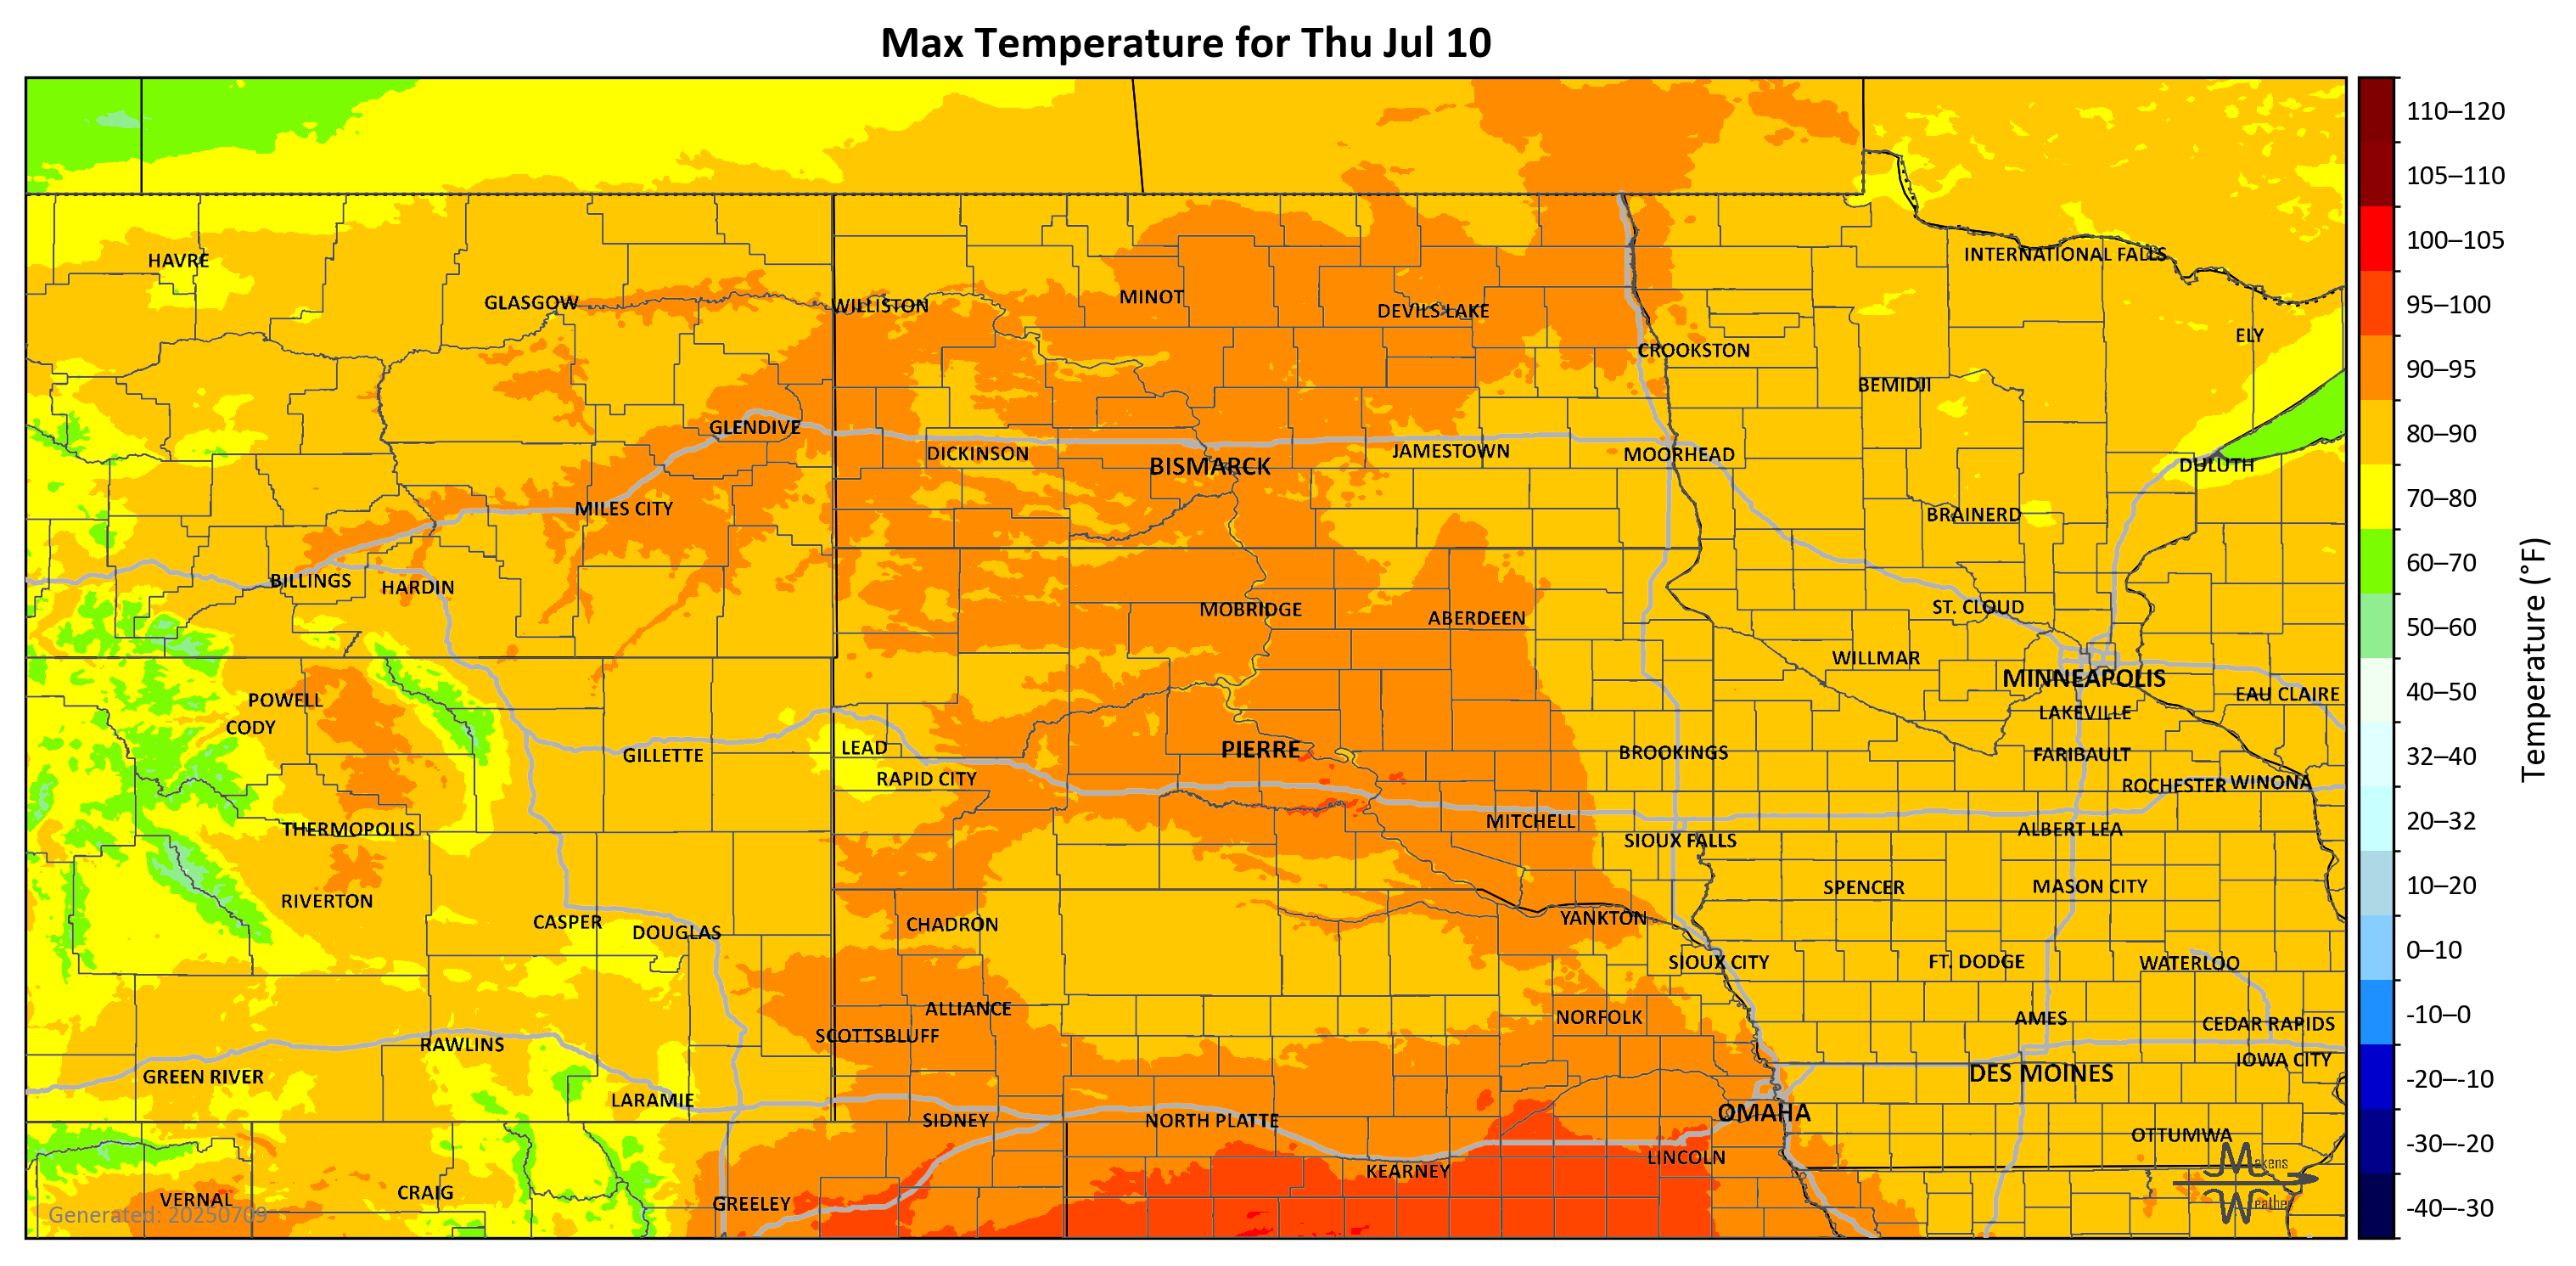 Max Temperature for Thu Jul 10
HAVRE
GLASGOW
WILLISTON
MINOT
DEVILS LAKE
INTERNATIONAL FALLS
ELY
CROOKSTON
BEMIDJI
GLENDIVE
DICKINSON
BISMARCK
JAMESTOWN
MOORHEAD
DULUTH
MILES CITY
BRAINERD
BILLINGS
HARDIN
MOBRIDGE
ABERDEEN
ST. CLOUD
WILLMAR
MINNEAPOLIS
EAU CLAIRE
POWELL
CODY
LAKEVILLE
GILLETTE
LEAD
PIERRE
BROOKINGS
FARIBAULT
RAPID CITY
ROCHESTER
WINONA
THERMOPOLIS
MITCHELL
SIOUX FALLS
ALBERT LEA
RIVERTON
SPENCER
MASON CITY
CASPER
DOUGLAS
CHADRON
YANKTON
SIOUX CITY
FT. DODGE
WATERLOO
ALLIANCE
NORFOLK
AMES
CEDAR RAPIDS
SCOTTSBLUFF
RAWLINS
IOWA CITY
GREEN RIVER
DES MOINES
LARAMIE
SIDNEY
NORTH PLATTE
OMAHA
OTTUMWA
KEARNEY
LINCOLN
VERNAL
CRAIG
GREELEY
Generated: 20250709
Makens
Weather
110–120
105–110
100–105
95–100
90–95
80–90
70–80
60–70
50–60
40–50
32–40
20–32
10–20
0–10
-10–0
-20–-10
-30–-20
-40–-30
Temperature (°F)